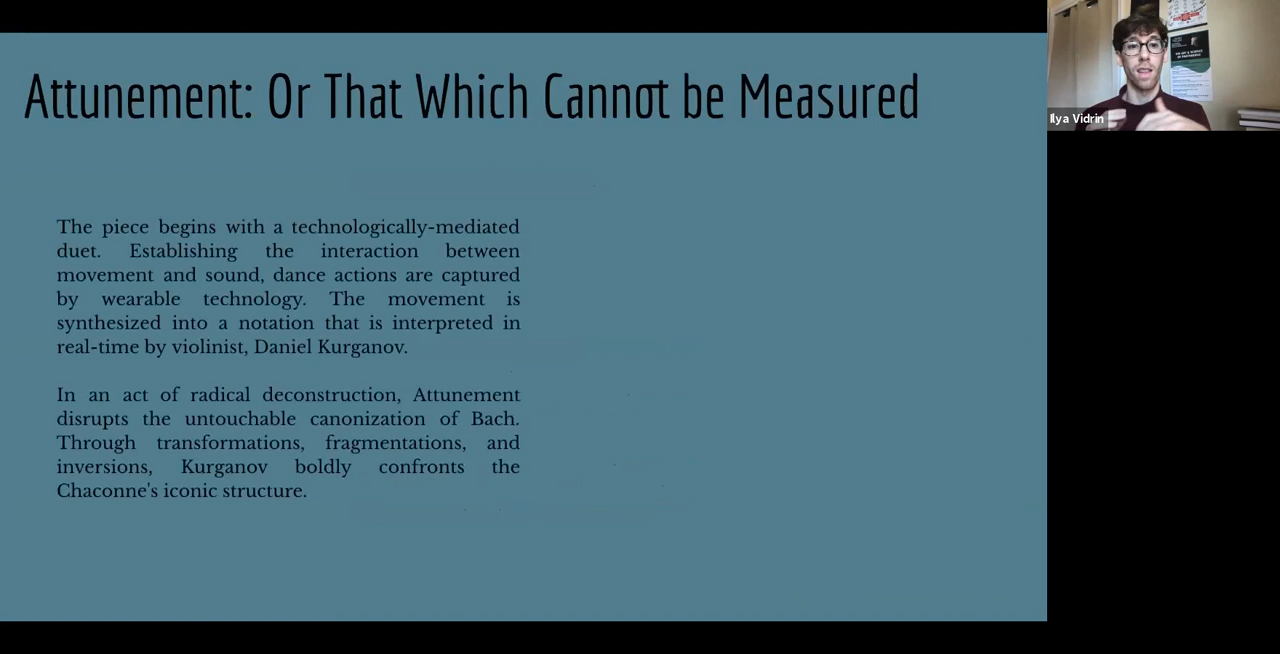 Attunement: Or That Which Cannot be Measured
The piece begins with a technologically-mediated
duet. Establishing the interaction between
movement and sound, dance actions are captured
by wearable technology. The movement is
synthesized into a notation that is interpreted in
real-time by violinist, Daniel Kurganov.
In an act of radical deconstruction, Attunement
disrupts the untouchable canonization of Bach.
Through transformations, fragmentations, and
inversions, Kurganov boldly confronts the
Chaconne's iconic structure.
Ilya Vidrin